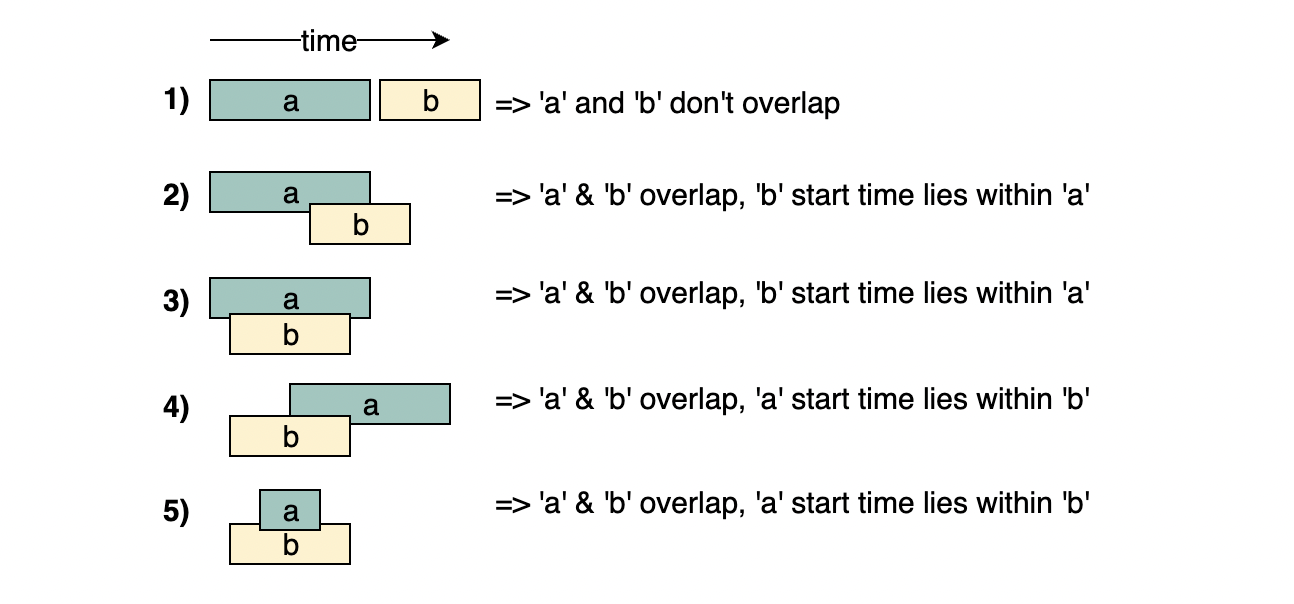 time
1) a b => 'a' and 'b' don't overlap
2) a => 'a' & 'b' overlap, 'b' start time lies within 'a'
b
3) a => 'a' & 'b' overlap, 'b' start time lies within 'a'
b
4) a => 'a' & 'b' overlap, 'a' start time lies within 'b'
b
5) a => 'a' & 'b' overlap, 'a' start time lies within 'b'
b